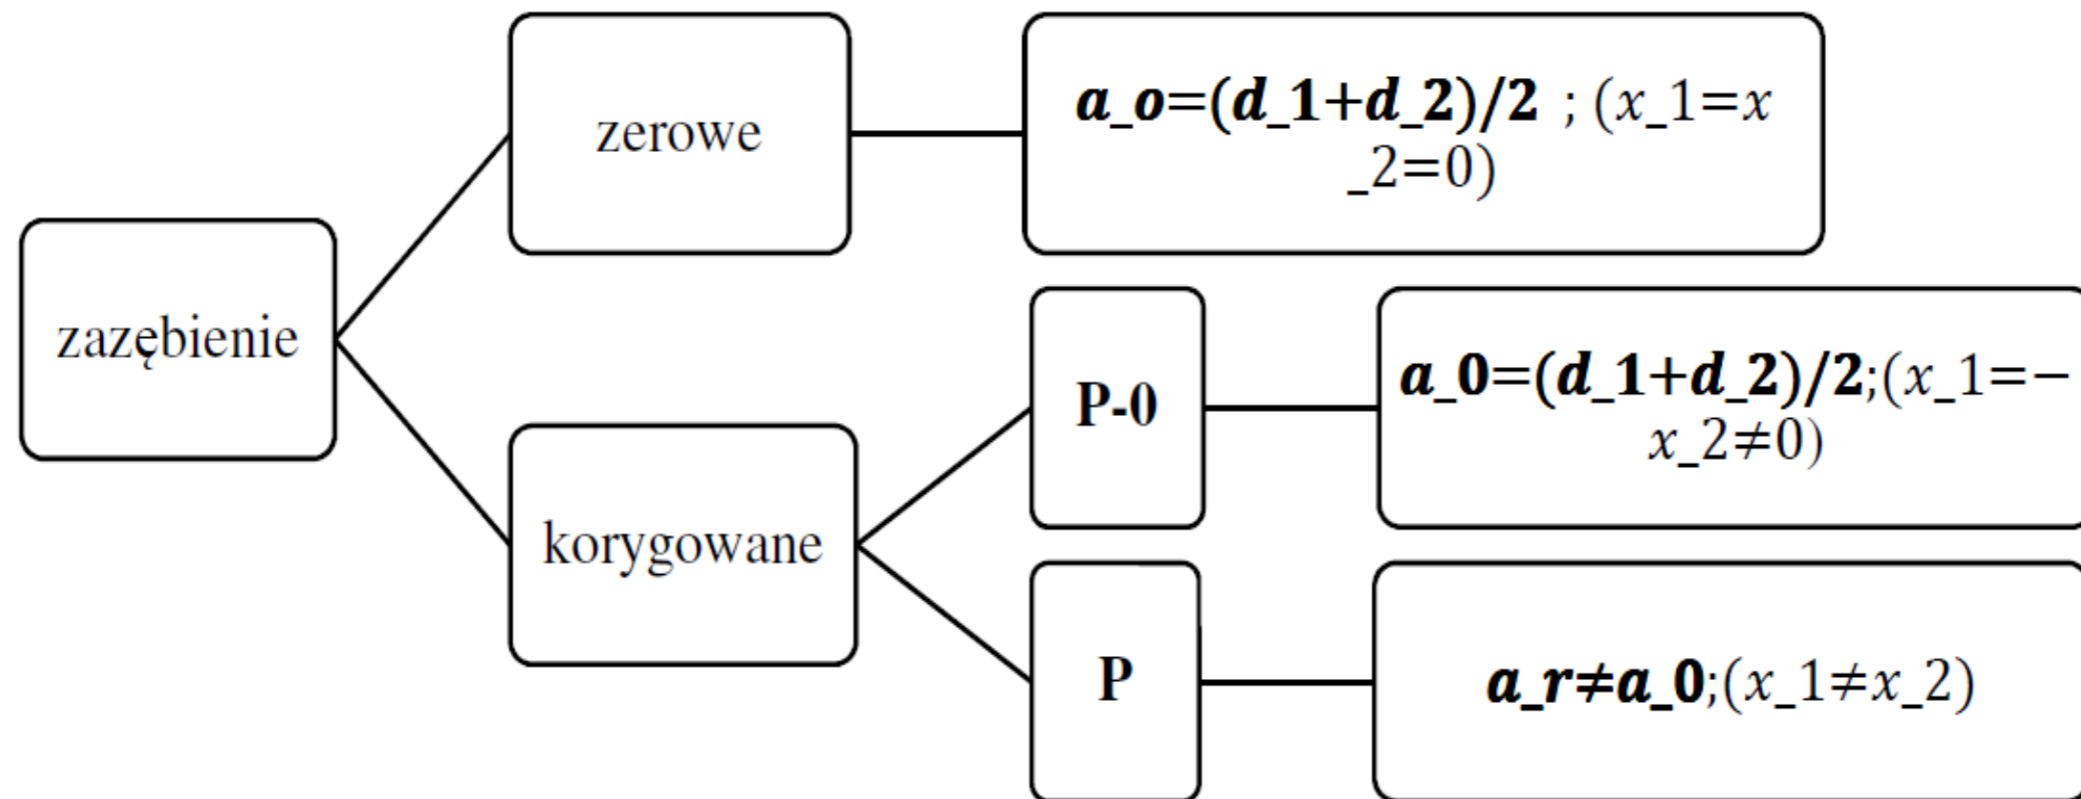 zazębienie
zerowe
a_o=(d_1+d_2)/2 ; (x_1=x
_2=0)
korygowane
P-0
a_0=(d_1+d_2)/2;(x_1=−
x_2≠0)
P
a_r≠a_0;(x_1≠x_2)